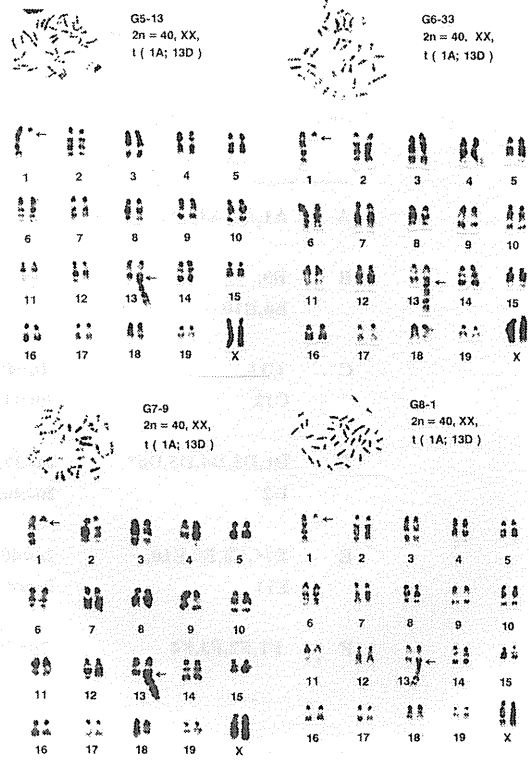 G5-13
2n = 40, XX,
t ( 1A; 13D )
1 2 3 4 5
6 7 8 9 10
11 12 13 14 15
16 17 18 19 X
G6-33
2n = 40, XX,
t ( 1A; 13D )
1 2 3 4 5
6 7 8 9 10
11 12 13 14 15
16 17 18 19 X
G7-9
2n = 40, XX,
t ( 1A; 13D )
1 2 3 4 5
6 7 8 9 10
11 12 13 14 15
16 17 18 19 X
G8-1
2n = 40, XX,
t ( 1A; 13D )
1 2 3 4 5
6 7 8 9 10
11 12 13 14 15
16 17 18 19 X